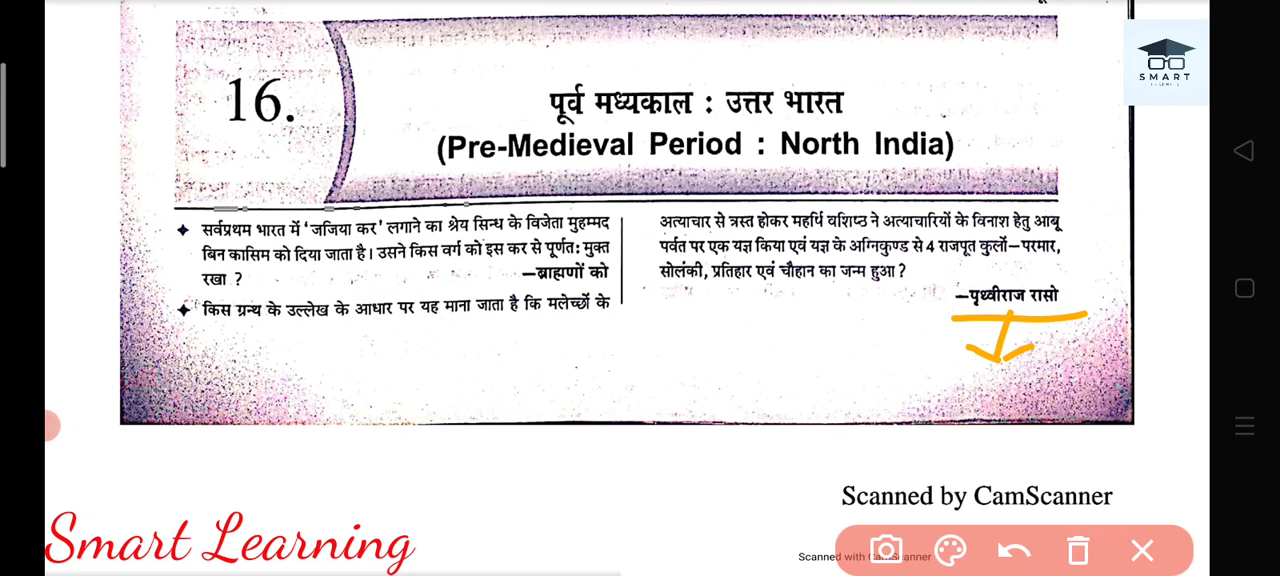 SMART
16.
पूर्व मध्यकाल : उत्तर भारत
(Pre-Medieval Period : North India)
✦ सर्वप्रथम भारत में 'जजिया कर' लगाने का श्रेय सिन्ध के विजेता मुहम्मद
बिन कासिम को दिया जाता है। उसने किस वर्ग को इस कर से पूर्णत: मुक्त
रखा ? –ब्राह्मणों को
✦ किस ग्रन्थ के उल्लेख के आधार पर यह माना जाता है कि मलेच्छों के
अत्याचार से त्रस्त होकर महर्षि वशिष्ठ ने अत्याचारियों के विनाश हेतु आबू
पर्वत पर एक यज्ञ किया एवं यज्ञ के अग्निकुण्ड से 4 राजपूत कुलों–परमार,
सोलंकी, प्रतिहार एवं चौहान का जन्म हुआ ?
–पृथ्वीराज रासो
Scanned by CamScanner
Smart Learning
Scanned with CamScanner